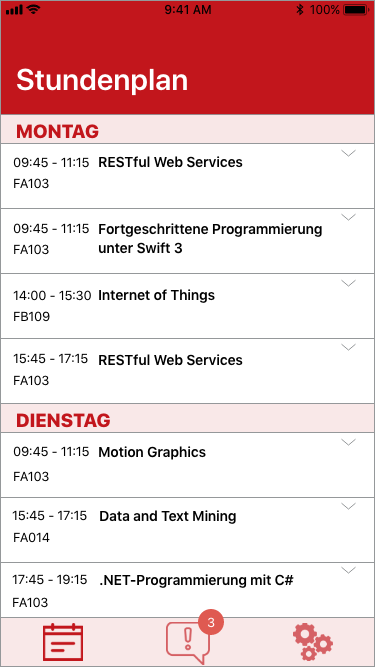 9:41 AM 100%
Stundenplan
MONTAG
09:45 - 11:15 RESTful Web Services
FA103
09:45 - 11:15 Fortgeschrittene Programmierung
FA103 unter Swift 3
14:00 - 15:30 Internet of Things
FB109
15:45 - 17:15 RESTful Web Services
FA103
DIENSTAG
09:45 - 11:15 Motion Graphics
FA103
15:45 - 17:15 Data and Text Mining
FA014
17:45 - 19:15 .NET-Programmierung mit C#
FA103
!
3